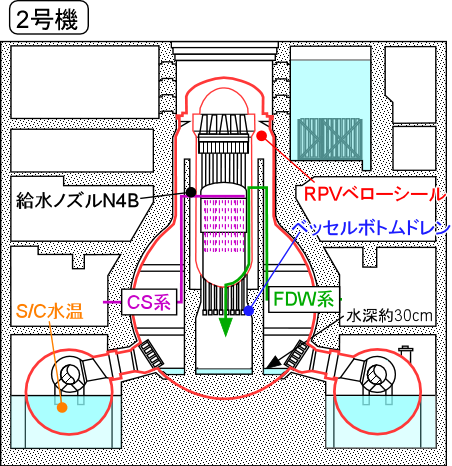 2号機
RPVベローシール
給水ノズルN4B
ベッセルボトムドレン
CS系
FDW系
S/C水温
水深約30cm